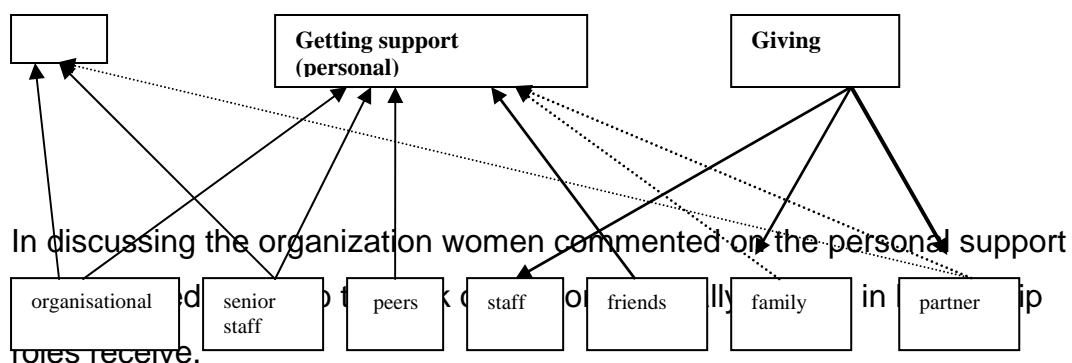 Getting support
(personal)
Giving
In discussing the organization women commented on the personal support
organisational
senior
staff
peers
staff
friends
family
partner
in
roles receive.